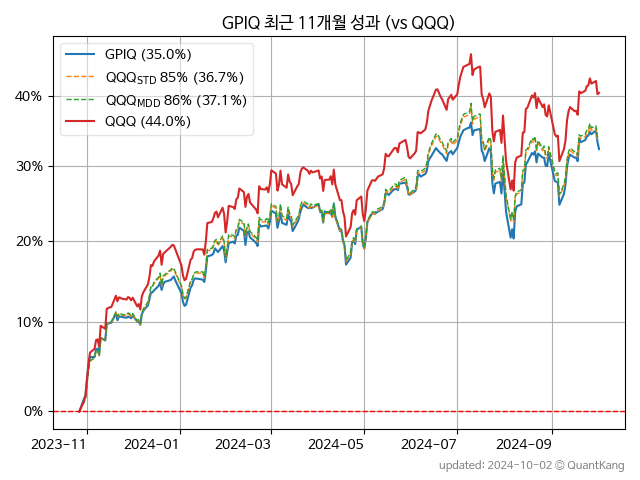 GPIQ 최근 11개월 성과 (vs QQQ)
GPIQ (35.0%)
QQQSTD 85% (36.7%)
QQQMDD 86% (37.1%)
QQQ (44.0%)
40%
30%
20%
10%
0%
2023-11 2024-01 2024-03 2024-05 2024-07 2024-09
updated: 2024-10-02 © QuantKang